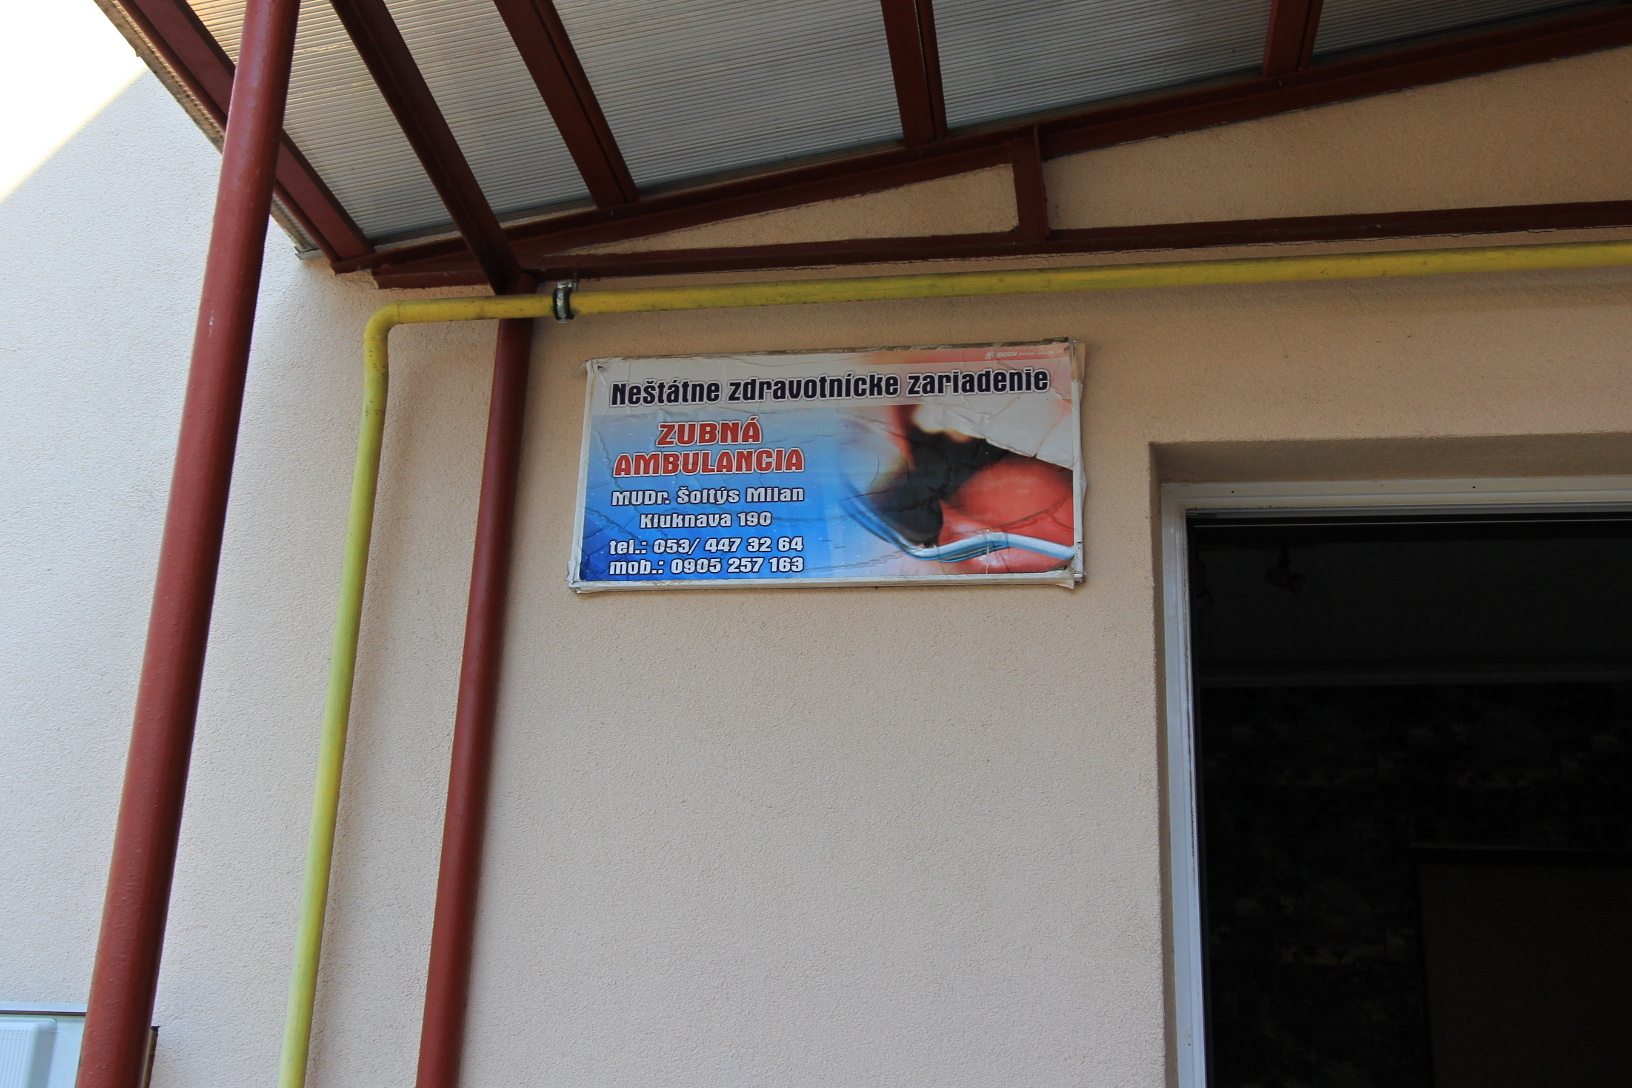 Neštátne zdravotnícke zariadenie
ZUBNÁ
AMBULANCIA
MUDr. Šoltýs Milan
Kluknava 190
tel.: 053/ 447 32 64
mob.: 0905 257 163